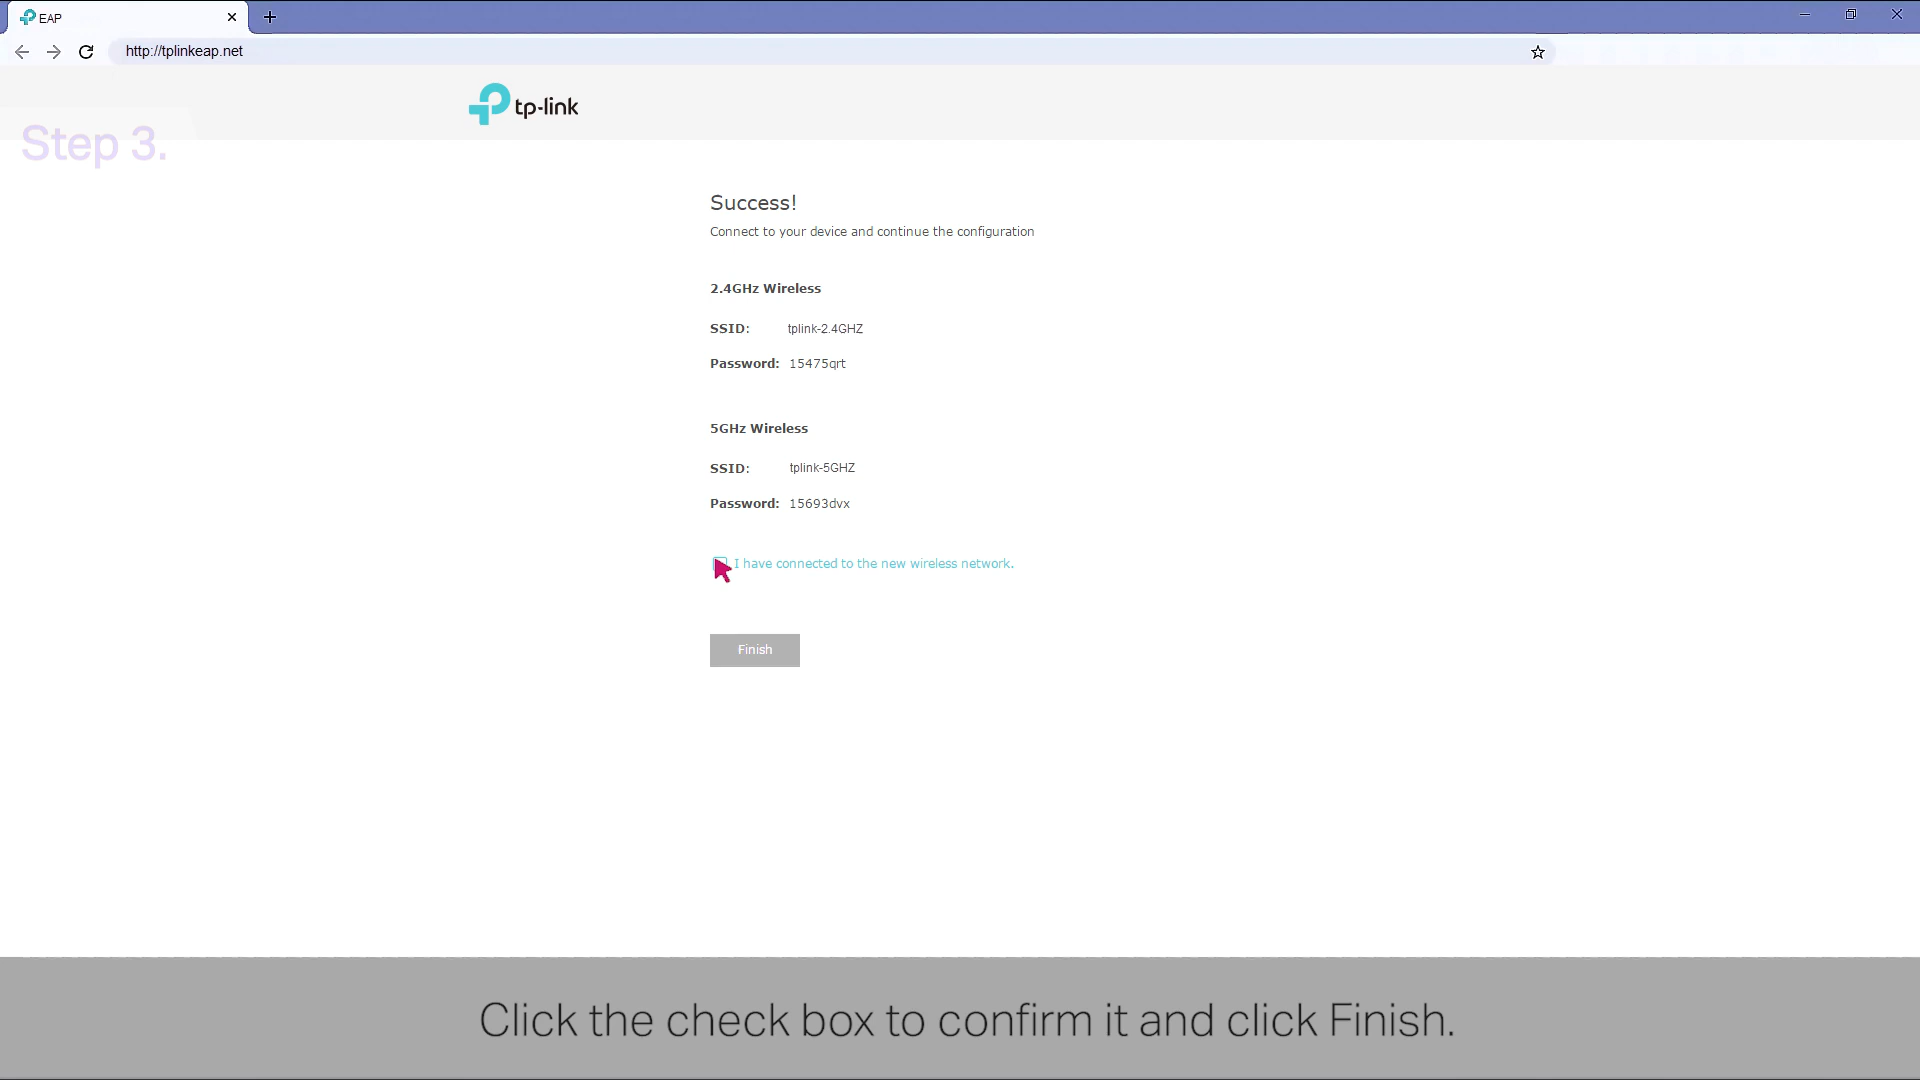 EAP
http://tplinkeap.net
tp-link
Step 3.
Success!
Connect to your device and continue the configuration
2.4GHz Wireless
SSID: tplink-2.4GHZ
Password: 15475qrt
5GHz Wireless
SSID: tplink-5GHZ
Password: 15693dvx
I have connected to the new wireless network.
Finish
Click the check box to confirm it and click Finish.